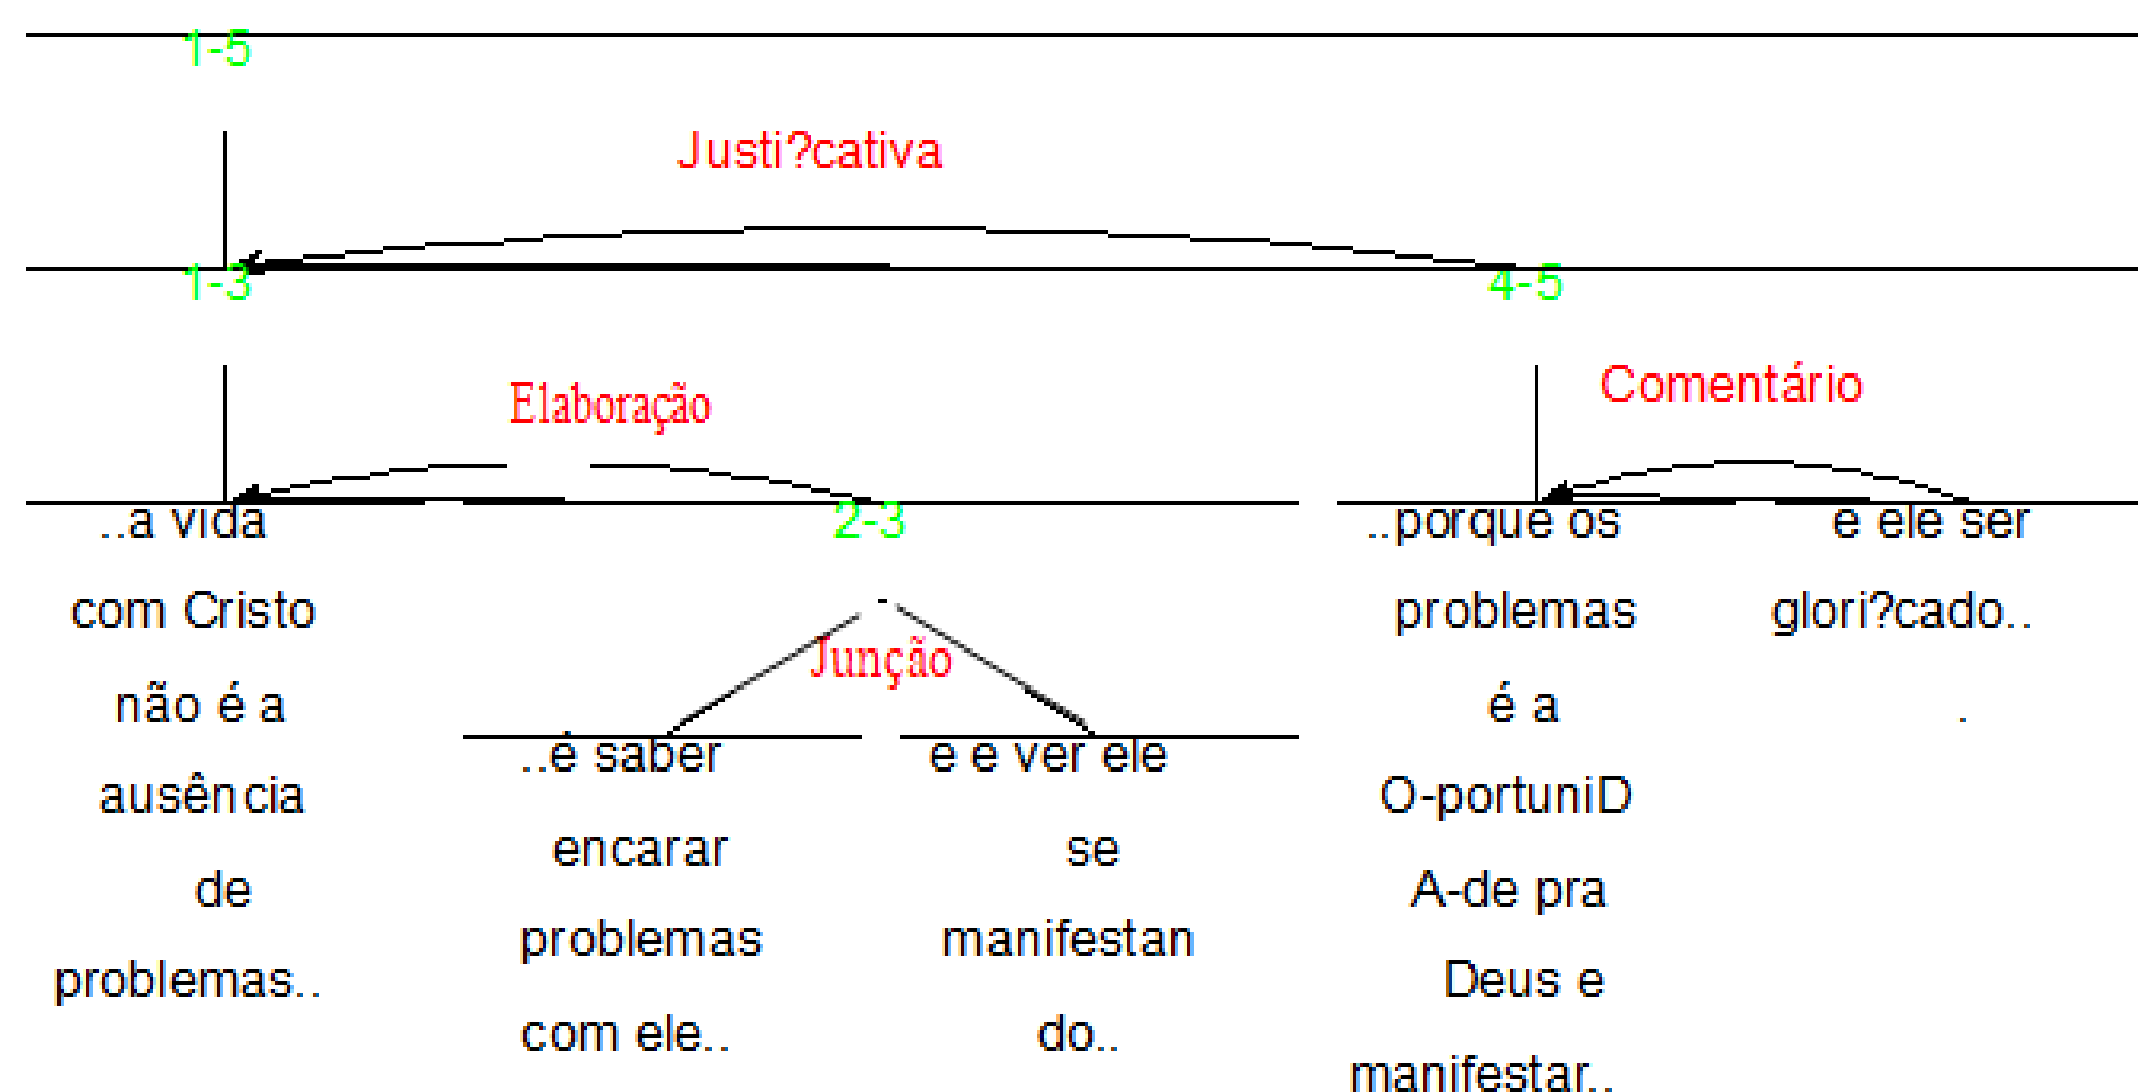 1-5
Justi?cativa
1-3
4-5
Elaboração
Comentário
..a vida
com Cristo
não é a
ausência
de
problemas..
2-3
Junção
..é saber
encarar
problemas
com ele..
e e ver ele
se
manifestan
do..
..porque os
problemas
é a
O-portuniD
A-de pra
Deus e
manifestar..
e ele ser
glori?cado..
.